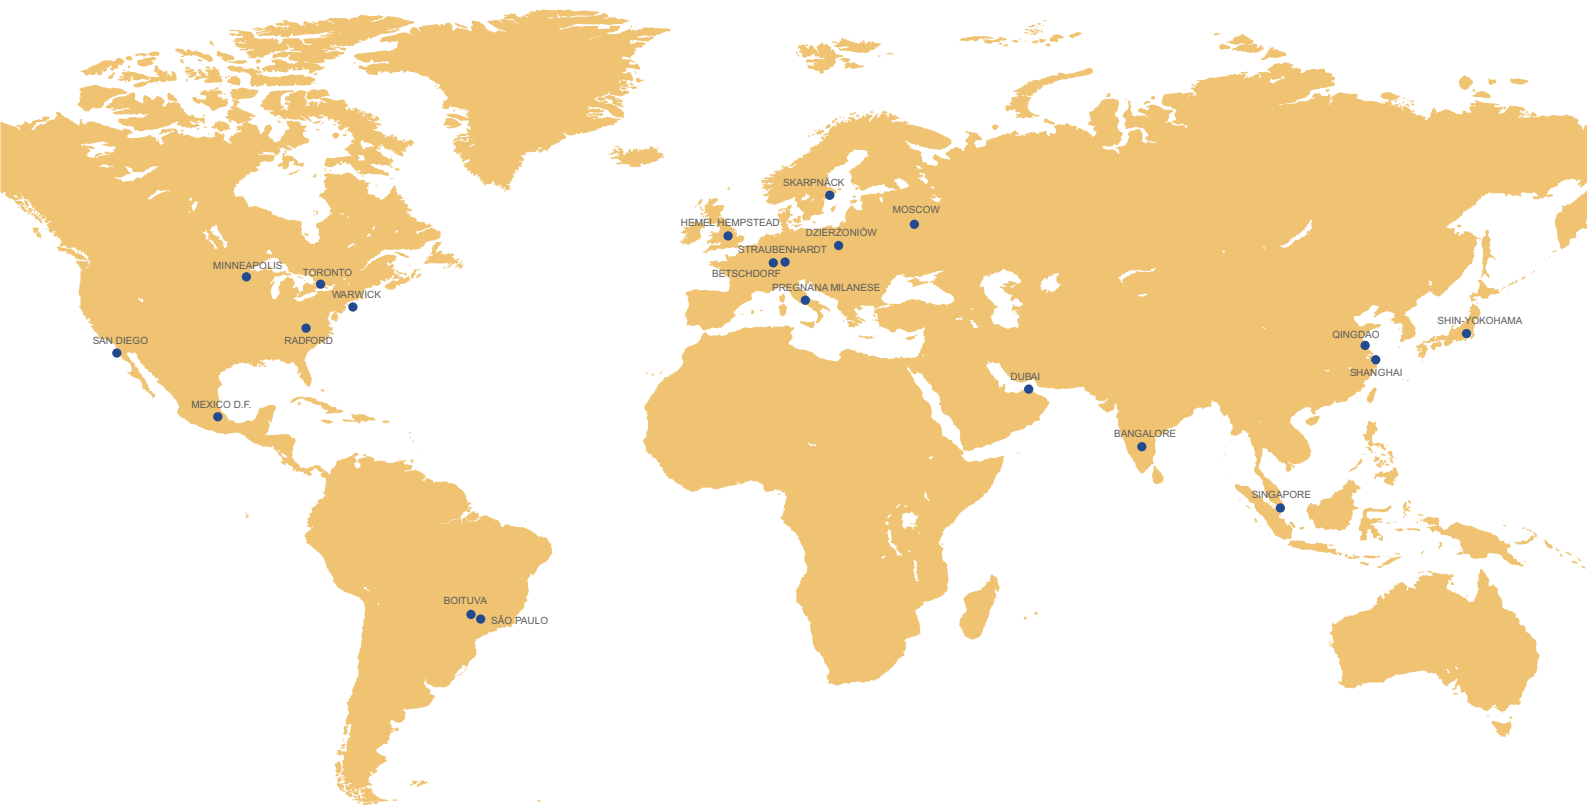 SKARPNÄCK
MOSCOW
HEMEL HEMPSTEAD
DZIERŻONIÓW
STRAUBENHARDT
MINNEAPOLIS
TORONTO
BETSCHDORF
PREGNANA MILANESE
WARWICK
SHIN-YOKOHAMA
QINGDAO
SAN DIEGO
RADFORD
SHANGHAI
DUBAI
MEXICO D.F.
BANGALORE
SINGAPORE
BOITUVA
SÃO PAULO